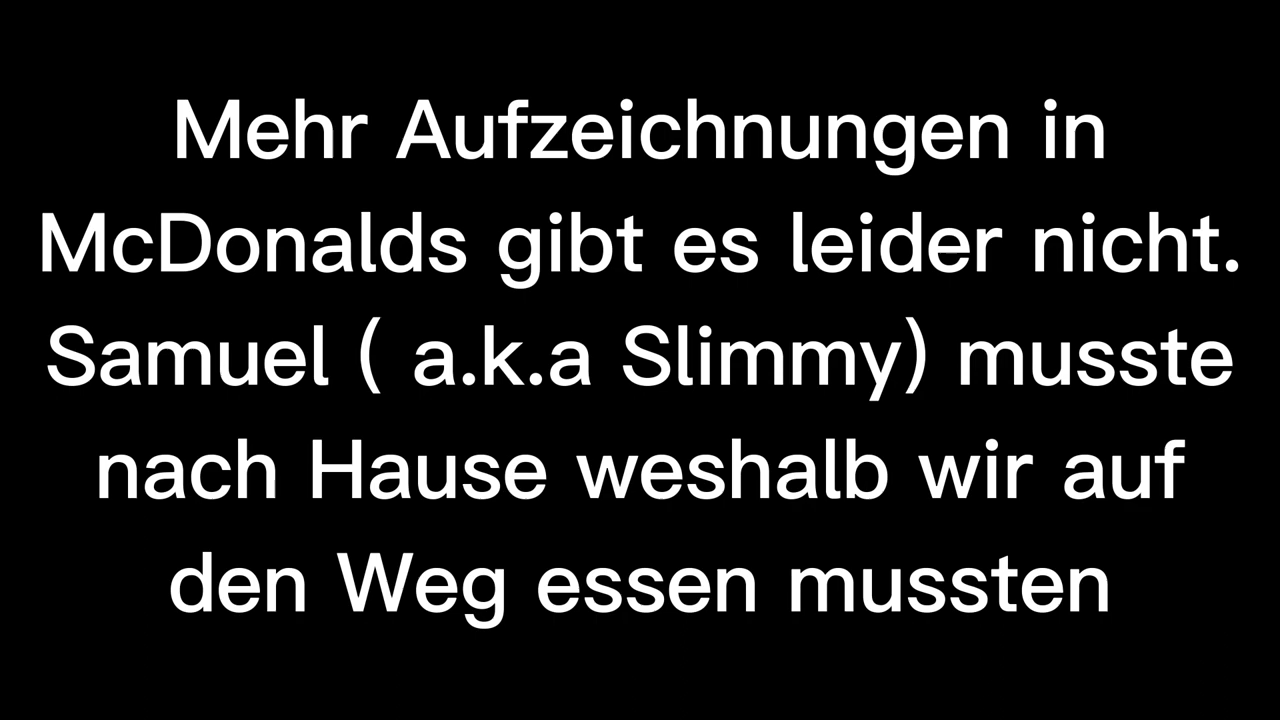 Mehr Aufzeichnungen in
McDonalds gibt es leider nicht.
Samuel ( a.k.a Slimmy) musste
nach Hause weshalb wir auf
den Weg essen mussten